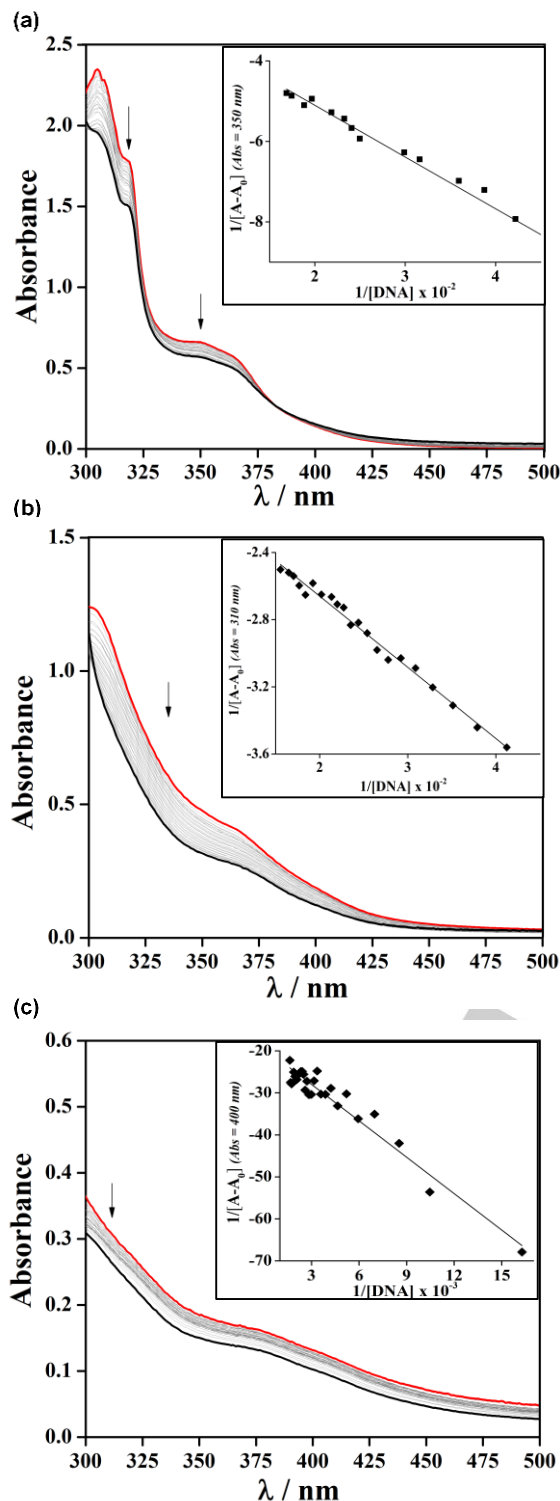 (a)
2.5
2.0
1.5
1.0
0.5
0.0
Absorbance
300 325 350 375 400 425 450 475 500
λ / nm
-4
-6
-8
1/[A-A₀] (Abs = 350 nm)
2 3 4
1/[DNA] x 10⁻²
(b)
1.5
1.0
0.5
0.0
Absorbance
300 325 350 375 400 425 450 475 500
λ / nm
-2.4
-2.8
-3.2
-3.6
1/[A-A₀] (Abs = 310 nm)
2 3 4
1/[DNA] x 10⁻²
(c)
0.6
0.5
0.4
0.3
0.2
0.1
0.0
Absorbance
300 325 350 375 400 425 450 475 500
λ / nm
-20
-30
-40
-50
-60
-70
1/[A-A₀] (Abs = 400 nm)
3 6 9 12 15
1/[DNA] x 10⁻³